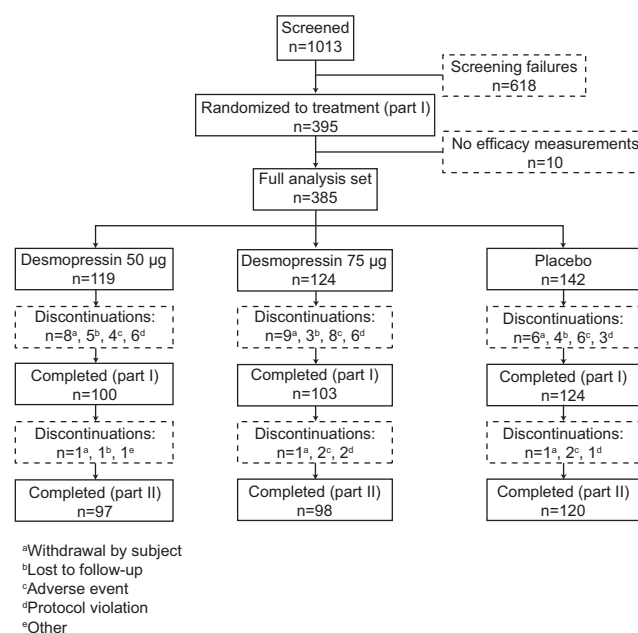 Screened
n=1013
Screening failures
n=618
Randomized to treatment (part I)
n=395
No efficacy measurements
n=10
Full analysis set
n=385
Desmopressin 50 µg
n=119
Desmopressin 75 µg
n=124
Placebo
n=142
Discontinuations:
n=8ᵃ, 5ᵇ, 4ᶜ, 6ᵈ
Discontinuations:
n=9ᵃ, 3ᵇ, 8ᶜ, 6ᵈ
Discontinuations:
n=6ᵃ, 4ᵇ, 6ᶜ, 3ᵈ
Completed (part I)
n=100
Completed (part I)
n=103
Completed (part I)
n=124
Discontinuations:
n=1ᵃ, 1ᵇ, 1ᵉ
Discontinuations:
n=1ᵃ, 2ᶜ, 2ᵈ
Discontinuations:
n=1ᵃ, 2ᶜ, 1ᵈ
Completed (part II)
n=97
Completed (part II)
n=98
Completed (part II)
n=120
ᵃWithdrawal by subject
ᵇLost to follow-up
ᶜAdverse event
ᵈProtocol violation
ᵉOther